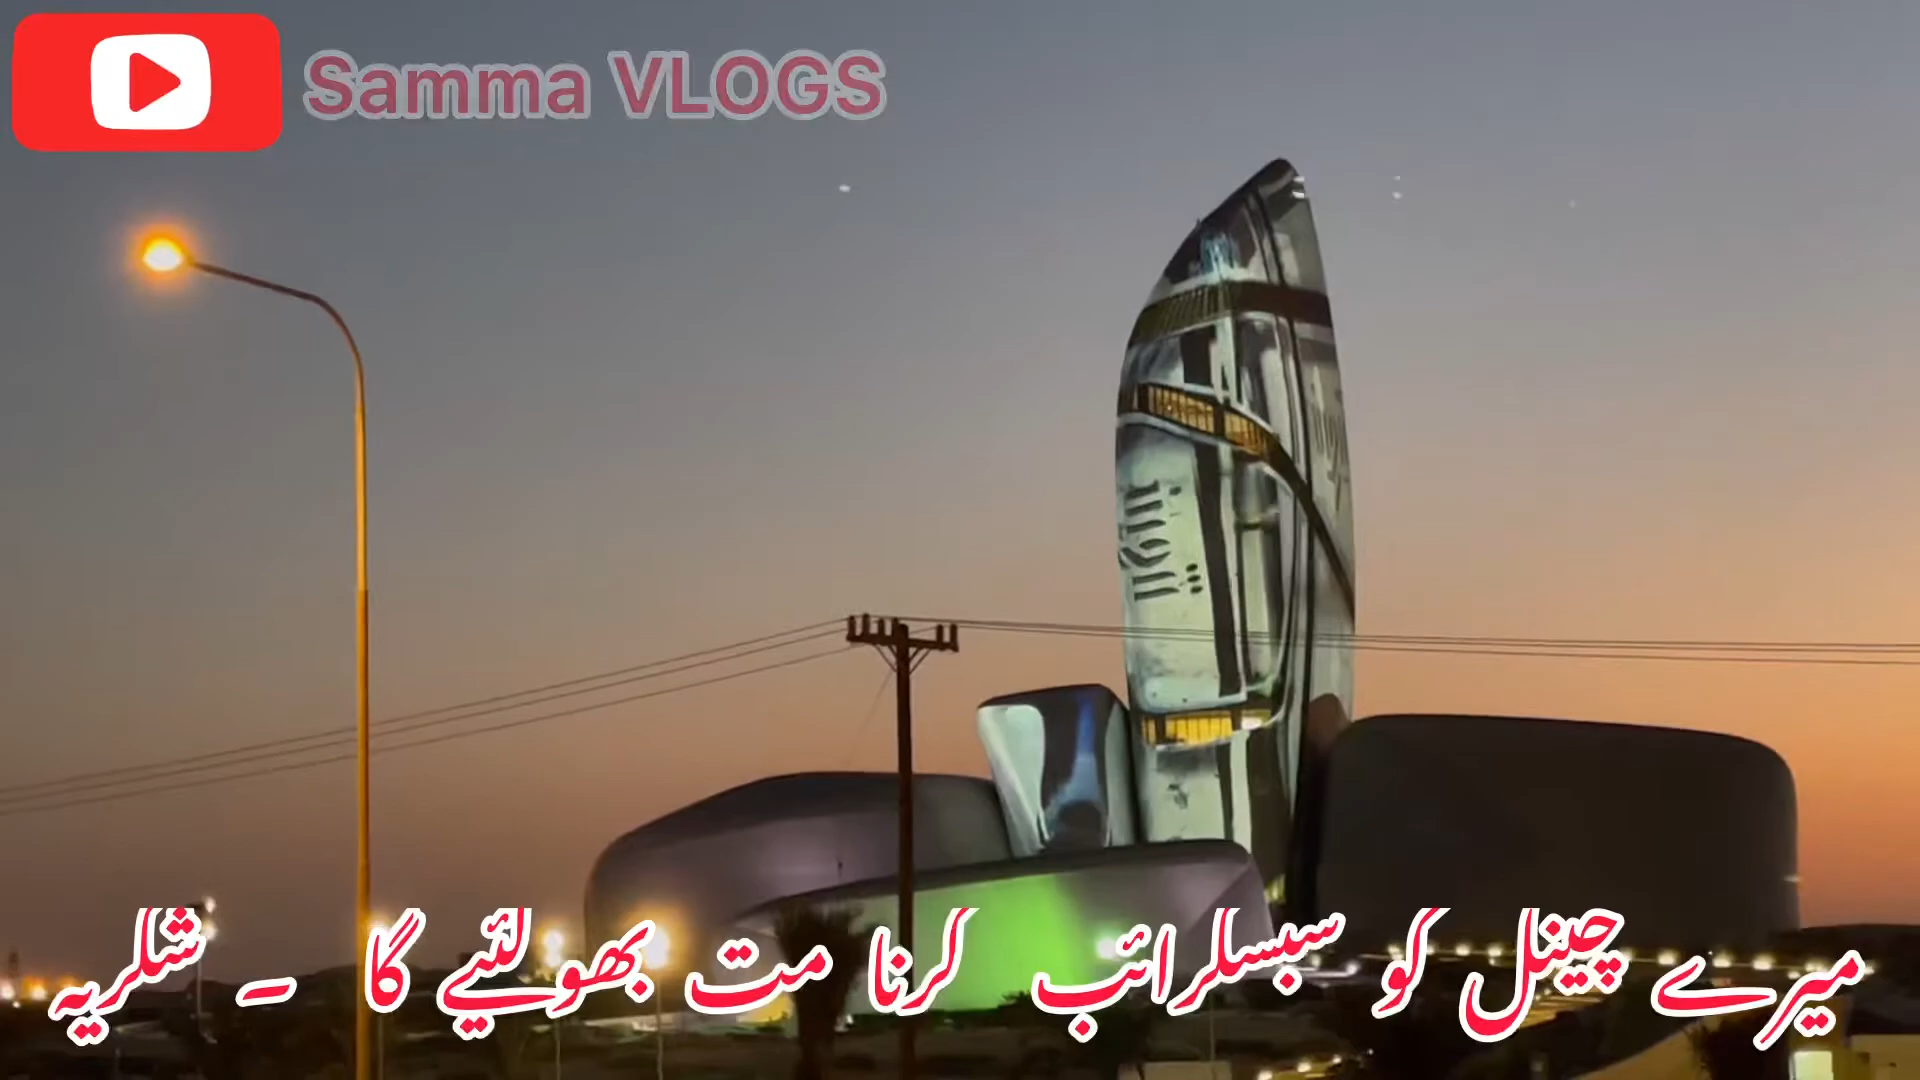 Samma VLOGS
میرے چینل کو سبسکرائب کرنا مت بھولئیے گا ۔ شکریہ